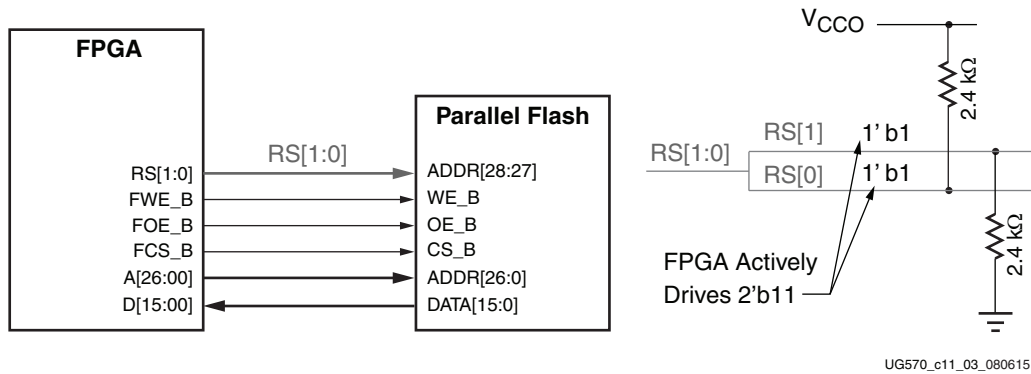 FPGA
RS[1:0]
FWE_B
FOE_B
FCS_B
A[26:00]
D[15:00]
RS[1:0]
Parallel Flash
ADDR[28:27]
WE_B
OE_B
CS_B
ADDR[26:0]
DATA[15:0]
VCCO
2.4 kΩ
RS[1:0]
RS[1] 1' b1
RS[0] 1' b1
2.4 kΩ
FPGA Actively
Drives 2'b11
UG570_c11_03_080615